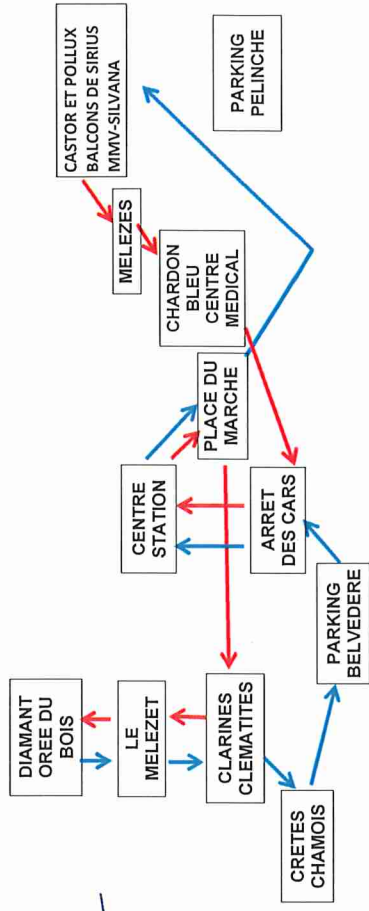 DIAMANT
OREE DU
BOIS
LE
MELEZET
CLARINES
CLEMATITES
CRETES
CHAMOIS
PARKING
BELVEDERE
ARRET
DES CARS
CENTRE
STATION
PLACE DU
MARCHE
CHARDON
BLEU
CENTRE
MEDICAL
MELEZES
CASTOR ET POLLUX
BALCONS DE SIRIUS
MMV-SILVANA
PARKING
PELINCHE